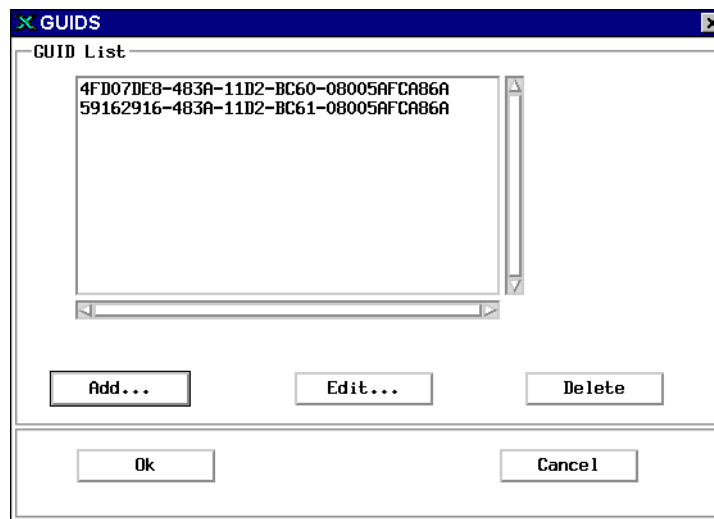 GUIDS
GUID List
4FD07DE8-483A-11D2-BC60-08005AFCA86A
59162916-483A-11D2-BC61-08005AFCA86A
Add... Edit... Delete
Ok Cancel